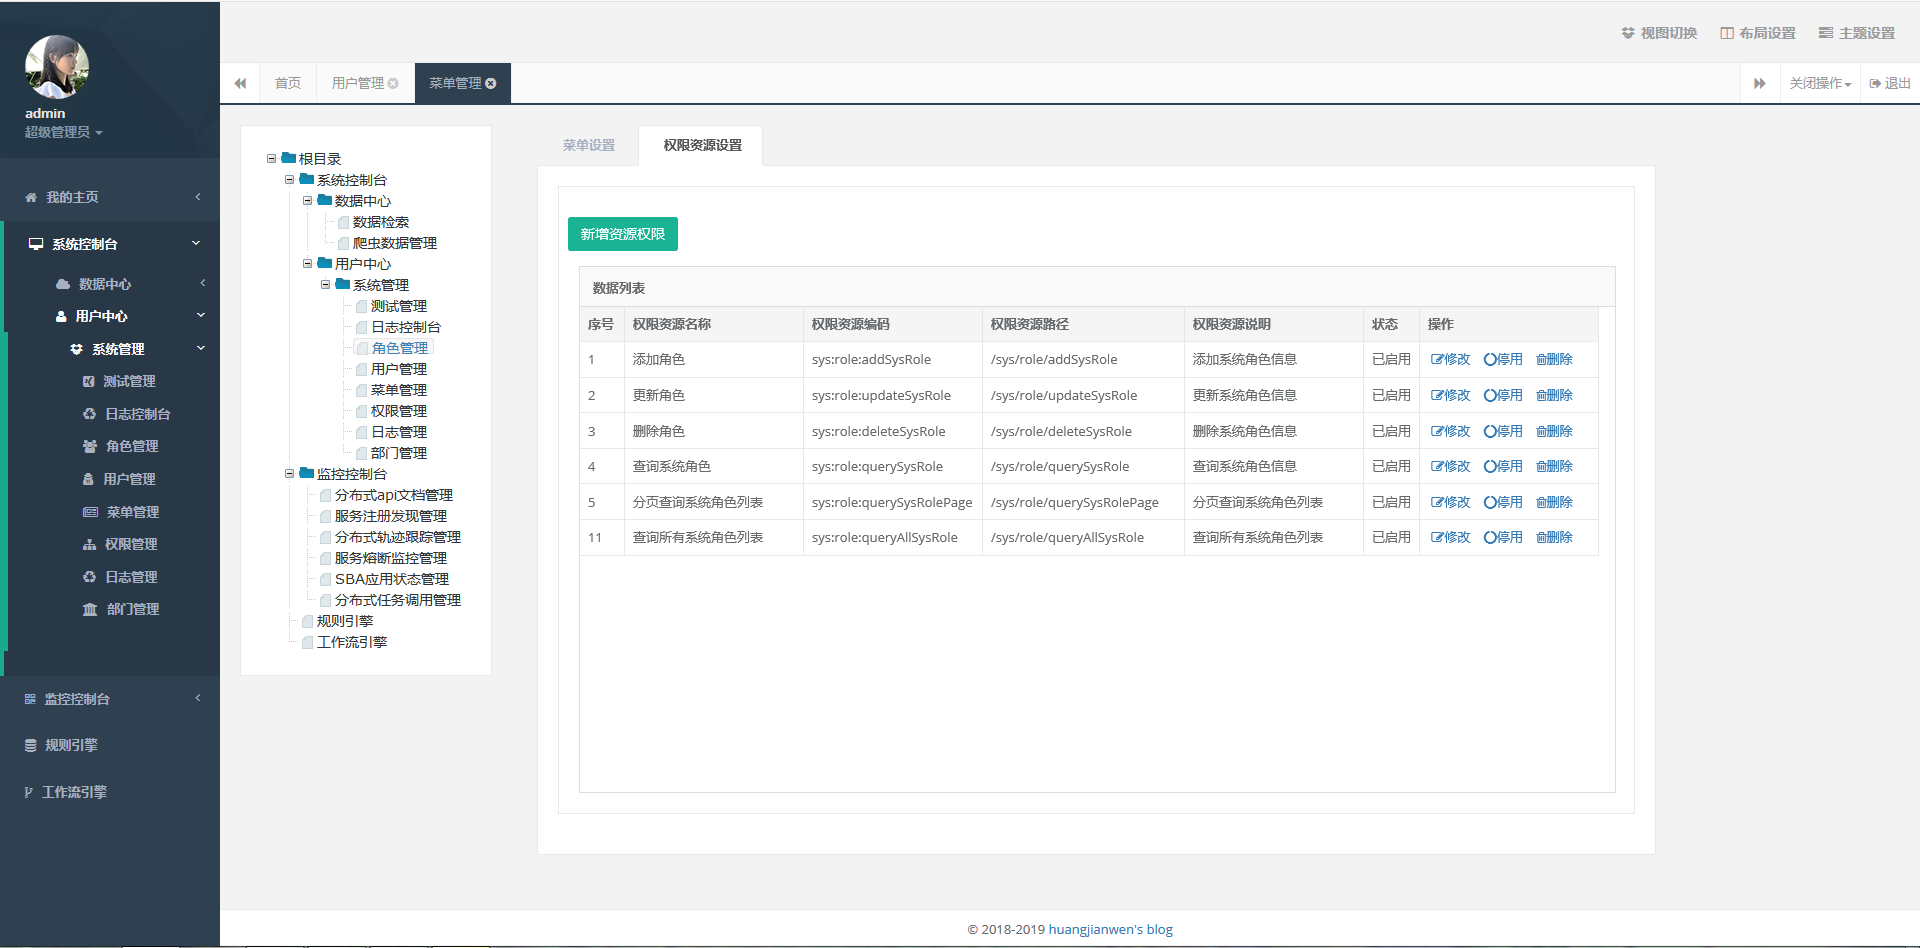 admin
超级管理员
我的主页
系统控制台
数据中心
用户中心
系统管理
测试管理
日志控制台
角色管理
用户管理
菜单管理
权限管理
日志管理
部门管理
监控控制台
规则引擎
工作流引擎
视图切换 布局设置 主题设置
首页 用户管理 菜单管理 关闭操作 退出
根目录
系统控制台
数据中心
数据检索
爬虫数据管理
用户中心
系统管理
测试管理
日志控制台
角色管理
用户管理
菜单管理
权限管理
日志管理
部门管理
监控控制台
分布式api文档管理
服务注册发现管理
分布式轨迹跟踪管理
服务熔断监控管理
SBA应用状态管理
分布式任务调用管理
规则引擎
工作流引擎
菜单设置 权限资源设置
新增资源权限
数据列表
序号 权限资源名称 权限资源编码 权限资源路径 权限资源说明 状态 操作
1 添加角色 sys:role:addSysRole /sys/role/addSysRole 添加系统角色信息 已启用 修改 停用 删除
2 更新角色 sys:role:updateSysRole /sys/role/updateSysRole 更新系统角色信息 已启用 修改 停用 删除
3 删除角色 sys:role:deleteSysRole /sys/role/deleteSysRole 删除系统角色信息 已启用 修改 停用 删除
4 查询系统角色 sys:role:querySysRole /sys/role/querySysRole 查询系统角色信息 已启用 修改 停用 删除
5 分页查询系统角色列表 sys:role:querySysRolePage /sys/role/querySysRolePage 分页查询系统角色列表 已启用 修改 停用 删除
11 查询所有系统角色列表 sys:role:queryAllSysRole /sys/role/queryAllSysRole 查询所有系统角色列表 已启用 修改 停用 删除
© 2018-2019 huangjianwen's blog